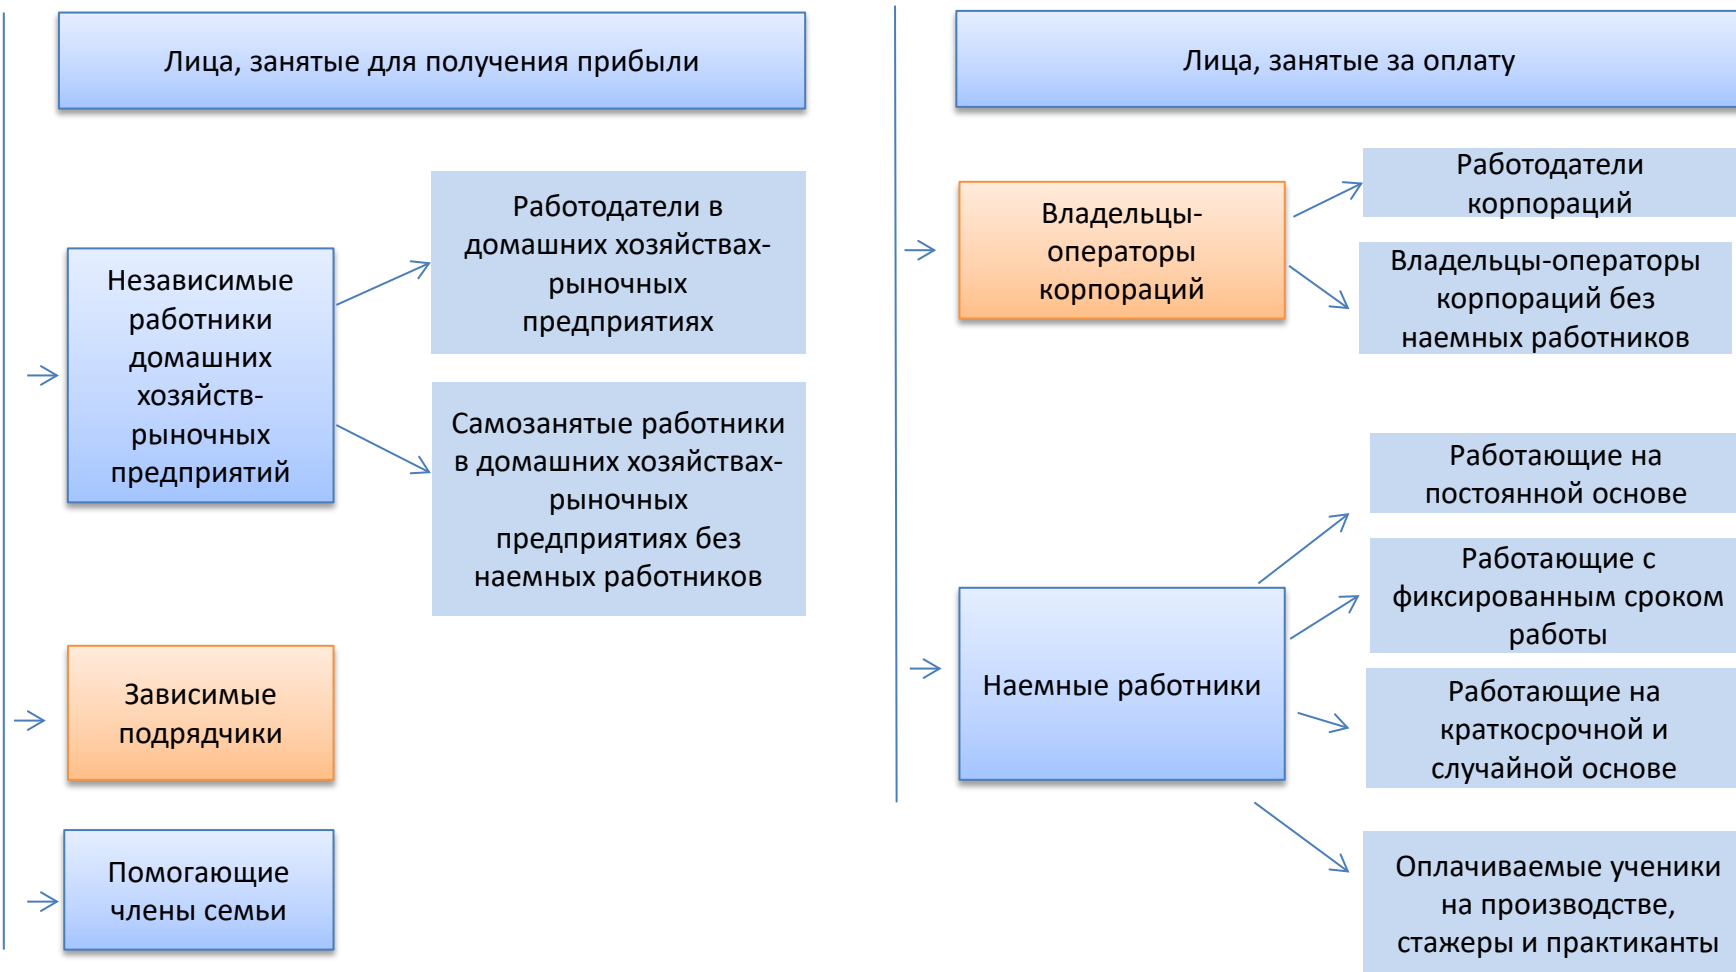 Лица, занятые для получения прибыли
Независимые
работники
домашних
хозяйств-
рыночных
предприятий
Работодатели в
домашних хозяйствах-
рыночных
предприятиях
Самозанятые работники
в домашних хозяйствах-
рыночных
предприятиях без
наемных работников
Зависимые
подрядчики
Помогающие
члены семьи
Лица, занятые за оплату
Владельцы-
операторы
корпораций
Работодатели
корпораций
Владельцы-операторы
корпораций без
наемных работников
Наемные работники
Работающие на
постоянной основе
Работающие с
фиксированным сроком
работы
Работающие на
краткосрочной и
случайной основе
Оплачиваемые ученики
на производстве,
стажеры и практиканты